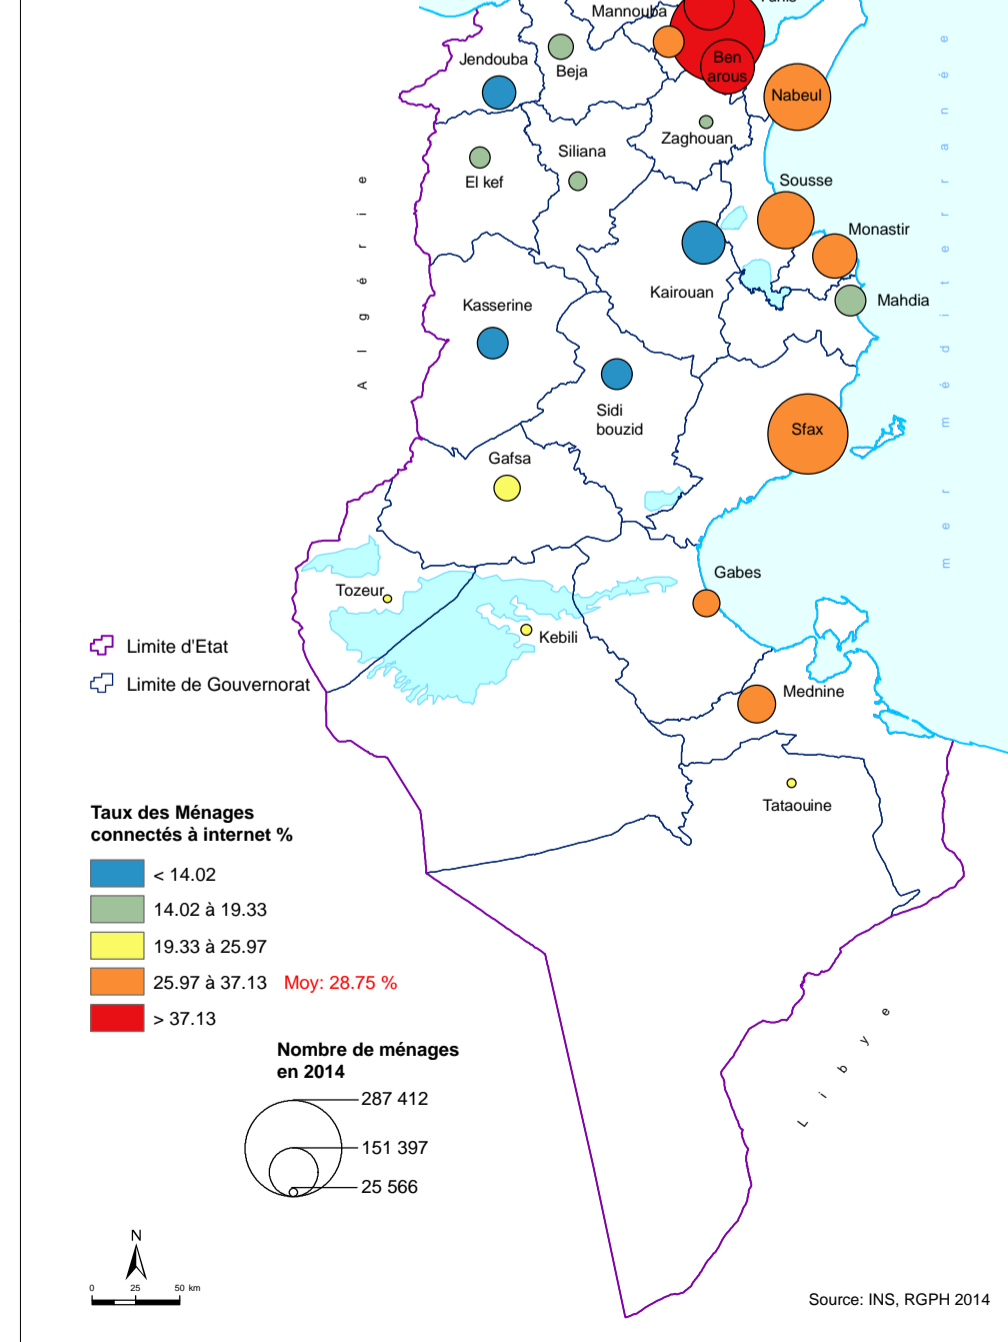 Mannouba
Jendouba
Beja
Ben
arous
Nabeul
Zaghouan
Siliana
El kef
Sousse
Monastir
Kairouan
Mahdia
Kasserine
Sidi
bouzid
Sfax
Gafsa
Tozeur
Kebili
Gabes
Mednine
Tataouine
Algérie
mer méditerranée
Libye
Limite d'Etat
Limite de Gouvernorat
Taux des Ménages
connectés à internet %
< 14.02
14.02 à 19.33
19.33 à 25.97
25.97 à 37.13 Moy: 28.75 %
> 37.13
Nombre de ménages
en 2014
287 412
151 397
25 566
N
0 25 50 km
Source: INS, RGPH 2014